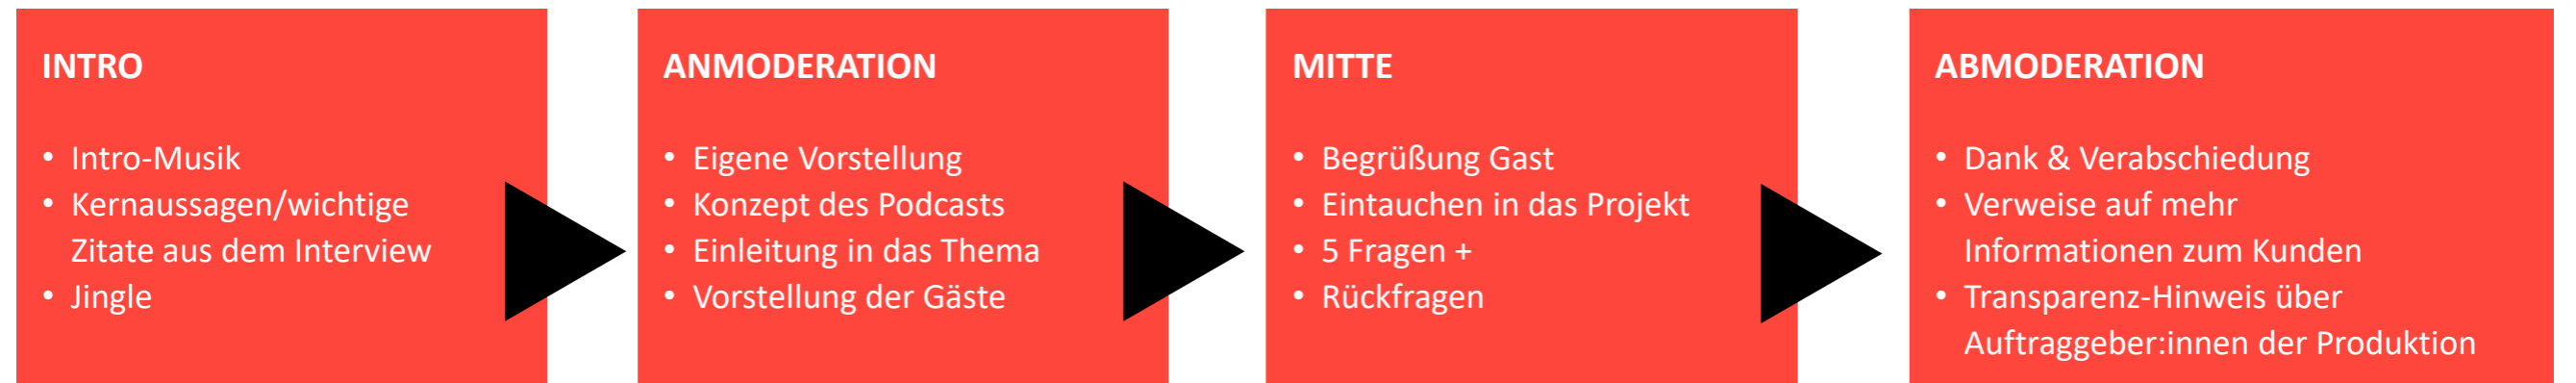 INTRO
• Intro-Musik
• Kernaussagen/wichtige
Zitate aus dem Interview
• Jingle
ANMODERATION
• Eigene Vorstellung
• Konzept des Podcasts
• Einleitung in das Thema
• Vorstellung der Gäste
MITTE
• Begrüßung Gast
• Eintauchen in das Projekt
• 5 Fragen +
• Rückfragen
ABMODERATION
• Dank & Verabschiedung
• Verweise auf mehr
Informationen zum Kunden
• Transparenz-Hinweis über
Auftraggeber:innen der Produktion